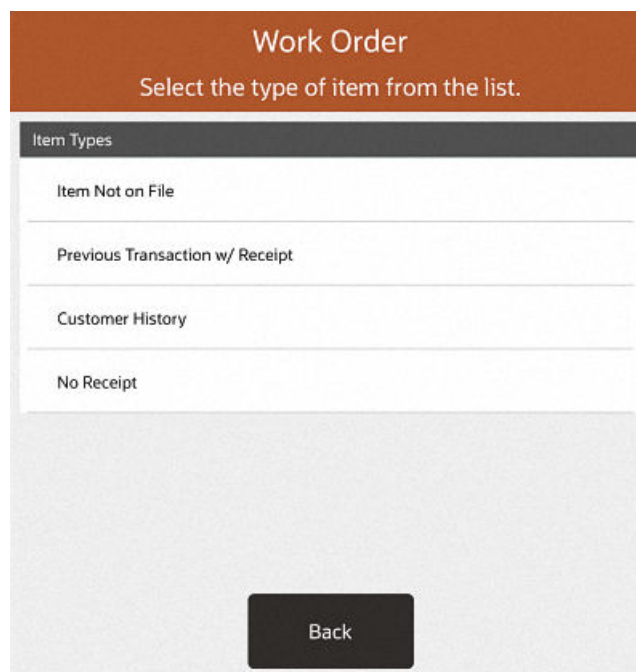 Work Order
Select the type of item from the list.
Item Types
Item Not on File
Previous Transaction w/ Receipt
Customer History
No Receipt
Back